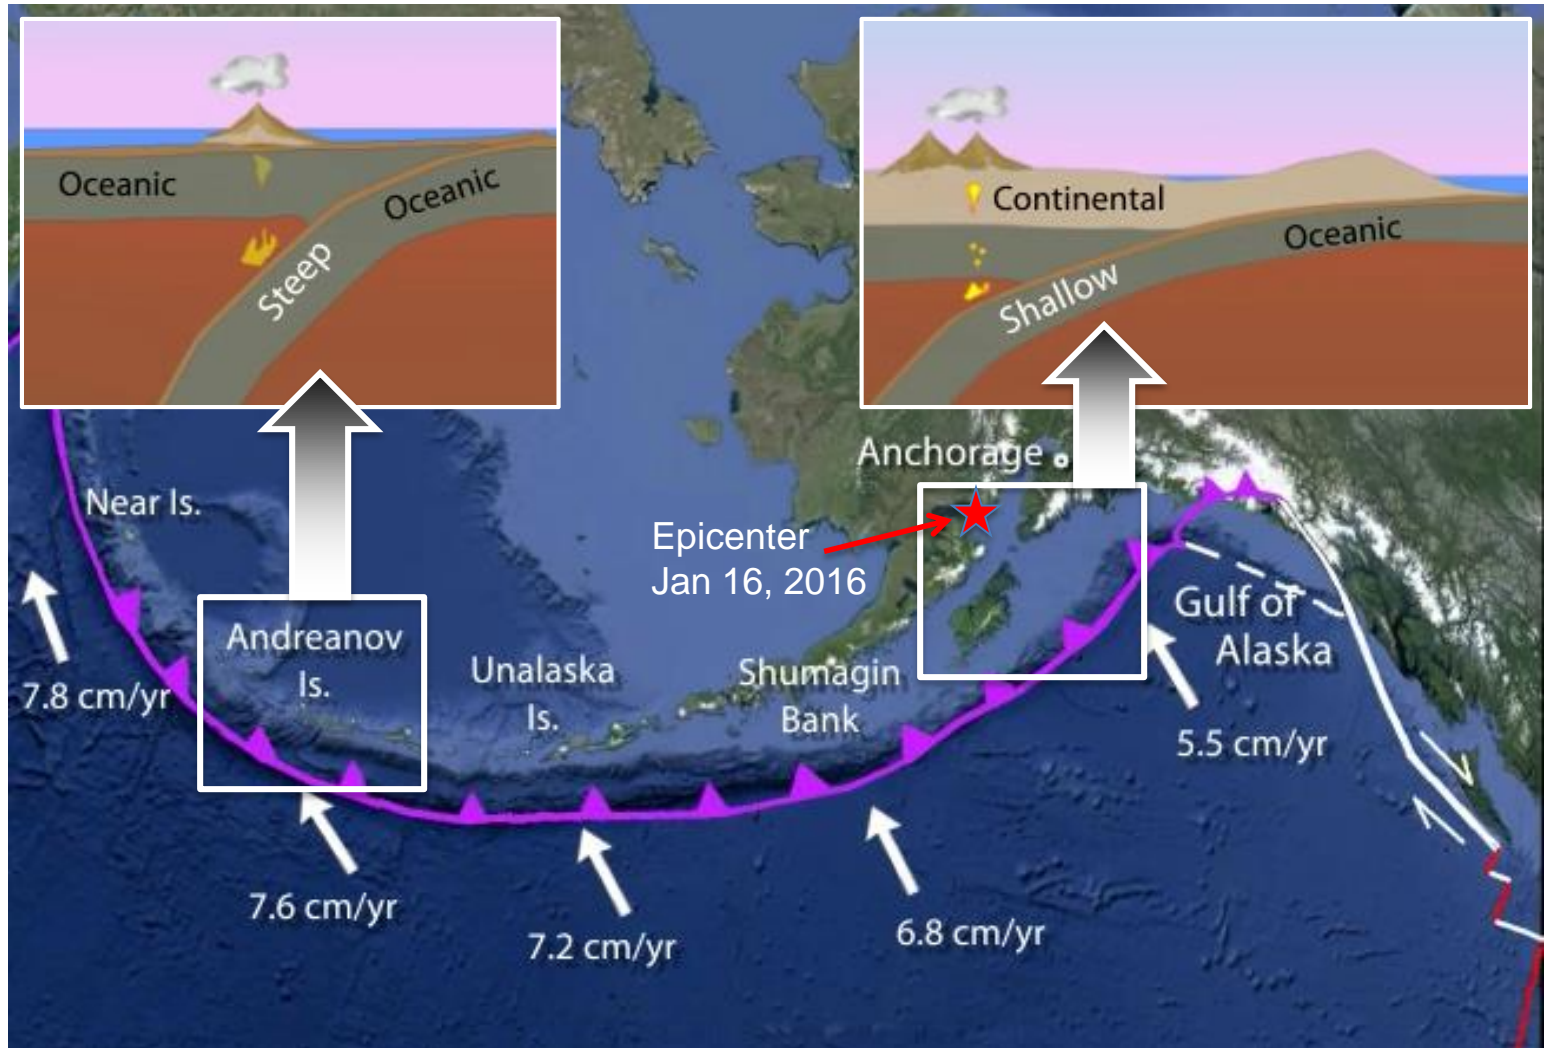 Oceanic
Oceanic
Steep
Continental
Oceanic
Shallow
Anchorage
Near Is.
Epicenter
Jan 16, 2016
Gulf of
Alaska
Andreanov
Is.
Unalaska
Is.
Shumagin
Bank
7.8 cm/yr
5.5 cm/yr
7.6 cm/yr
7.2 cm/yr
6.8 cm/yr